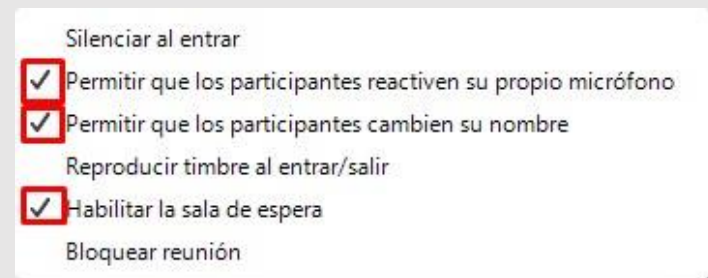 Silenciar al entrar
Permitir que los participantes reactiven su propio micrófono
Permitir que los participantes cambien su nombre
Reproducir timbre al entrar/salir
Habilitar la sala de espera
Bloquear reunión